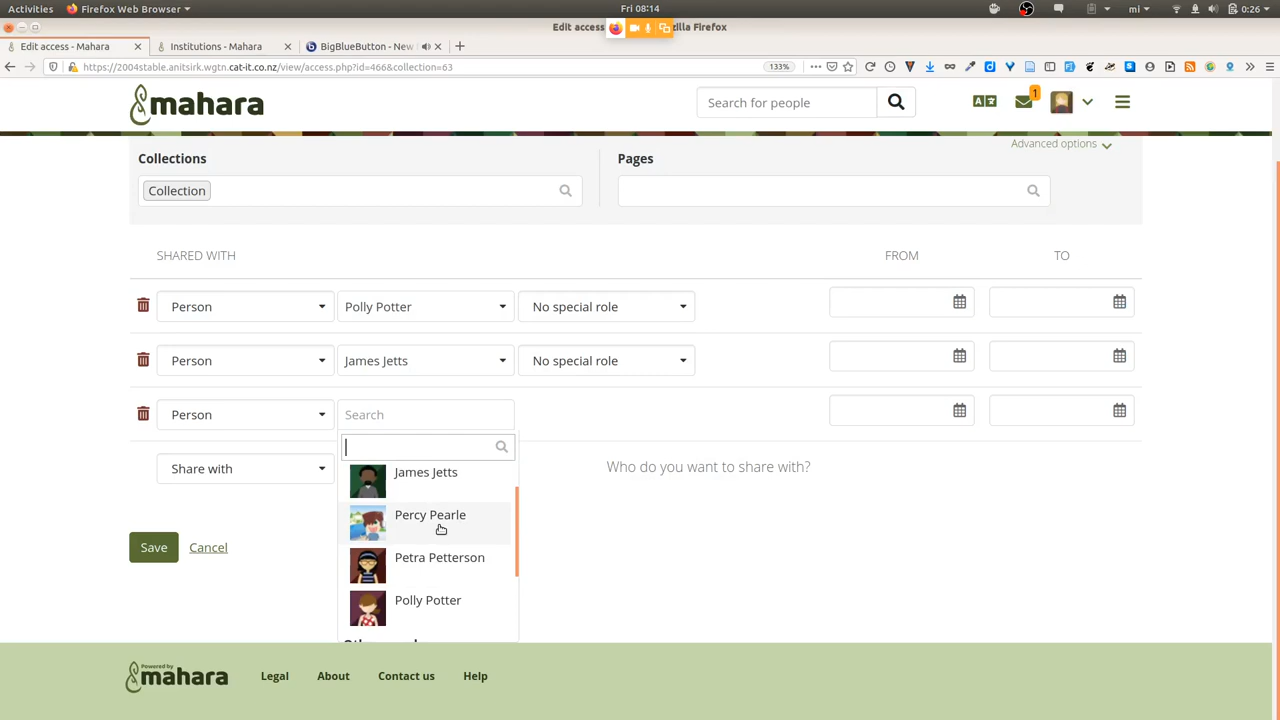 Activities Firefox Web Browser Fri 08:14 mi 0:26
Edit access zilla Firefox
Edit access - Mahara Institutions - Mahara BigBlueButton - New
https://2004stable.anitsirk.wgtn.cat-it.co.nz/view/access.php?id=466&collection=63 133%
mahara Search for people 1
Advanced options
Collections Pages
Collection
SHARED WITH FROM TO
Person Polly Potter No special role
Person James Jetts No special role
Person Search
James Jetts
Share with Who do you want to share with?
Percy Pearle
Save Cancel
Petra Petterson
Polly Potter
Powered by
mahara Legal About Contact us Help